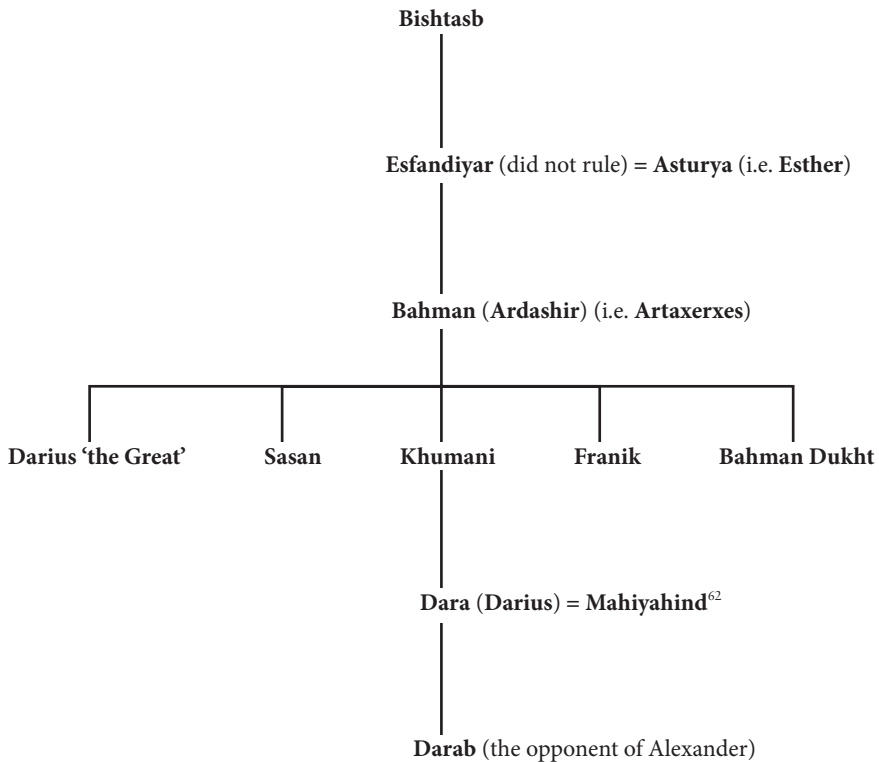 Bishtasb
Esfandiyar (did not rule) = Asturya (i.e. Esther)
Bahman (Ardashir) (i.e. Artaxerxes)
Darius ‘the Great’ Sasan Khumani Franik Bahman Dukht
Dara (Darius) = Mahiyahind62
Darab (the opponent of Alexander)